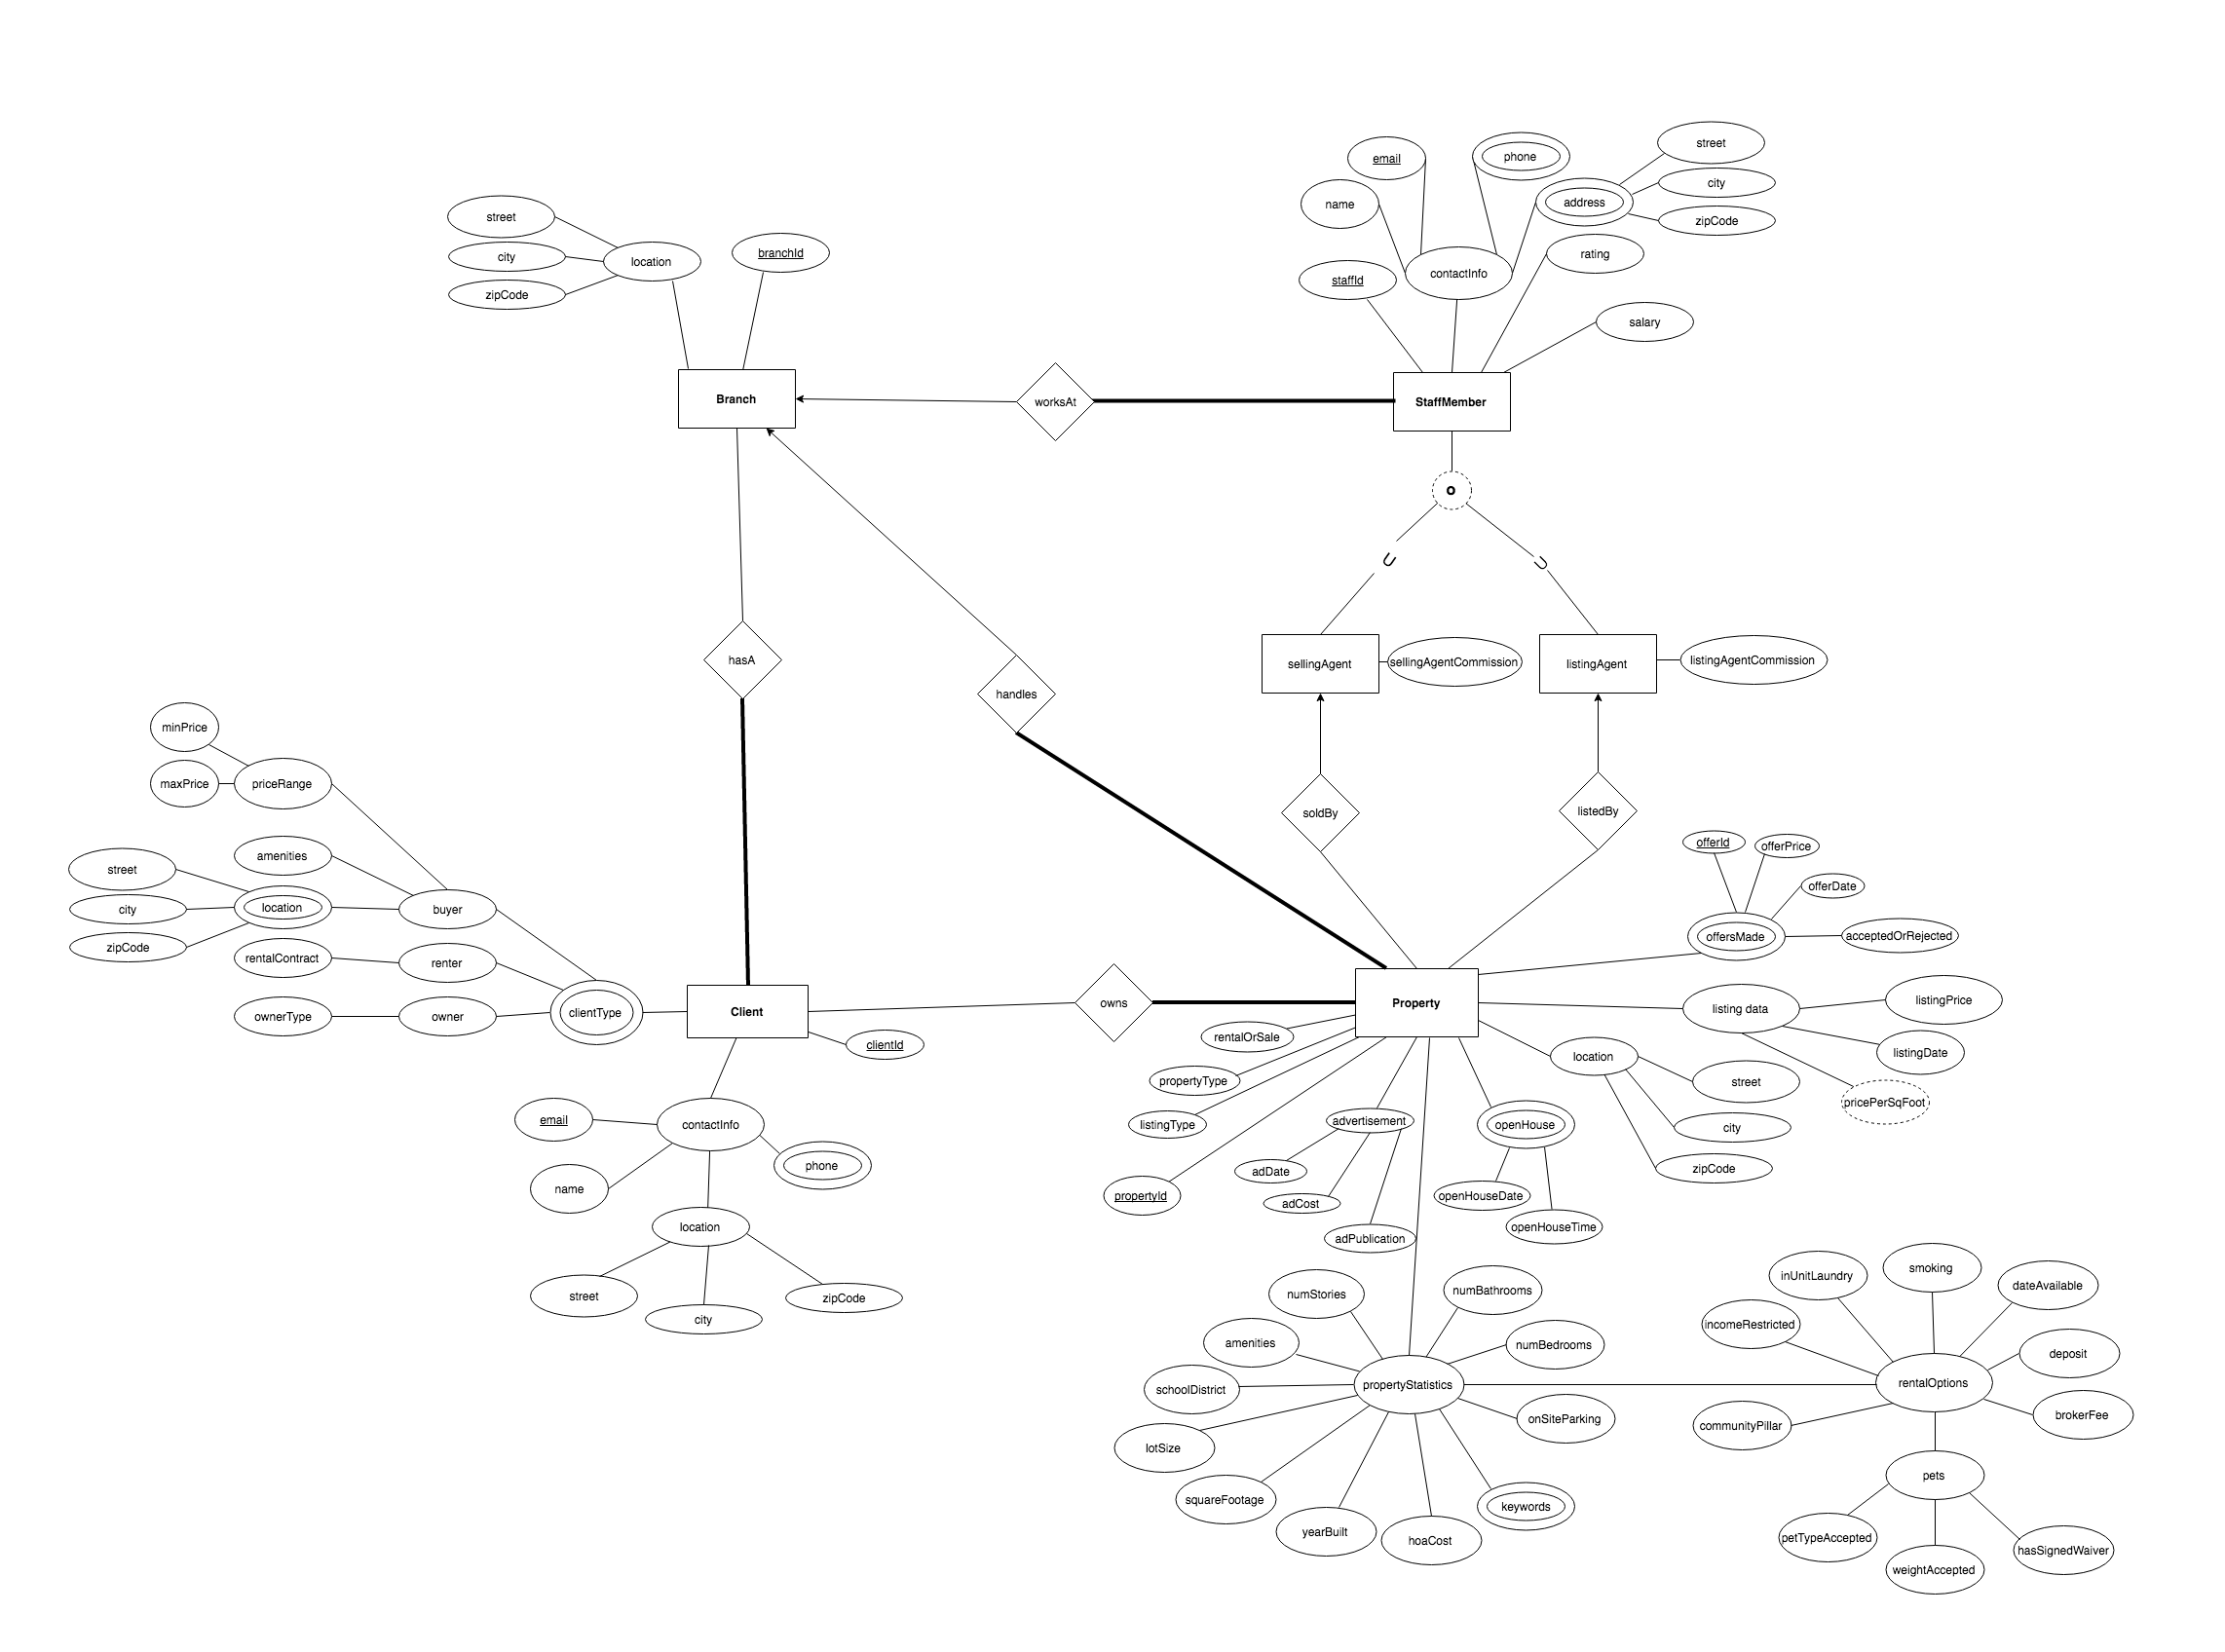 street
email
phone
city
name
address
zipCode
street
rating
city
location
branchId
contactInfo
zipCode
staffId
salary
Branch
worksAt
StaffMember
o
U
U
hasA
handles
sellingAgent
sellingAgentCommission
listingAgent
listingAgentCommission
minPrice
maxPrice
priceRange
soldBy
listedBy
amenities
street
location
city
buyer
zipCode
rentalContract
renter
ownerType
owner
clientType
Client
clientId
owns
Property
offerId
offerPrice
offerDate
offersMade
acceptedOrRejected
listing data
listingPrice
listingDate
pricePerSqFoot
rentalOrSale
propertyType
listingType
propertyId
location
street
city
zipCode
advertisement
adDate
adCost
adPublication
openHouse
openHouseDate
openHouseTime
email
contactInfo
phone
name
location
street
city
zipCode
numStories
numBathrooms
amenities
numBedrooms
schoolDistrict
propertyStatistics
lotSize
onSiteParking
squareFootage
yearBuilt
hoaCost
keywords
inUnitLaundry
smoking
dateAvailable
incomeRestricted
deposit
rentalOptions
communityPillar
brokerFee
pets
petTypeAccepted
weightAccepted
hasSignedWaiver